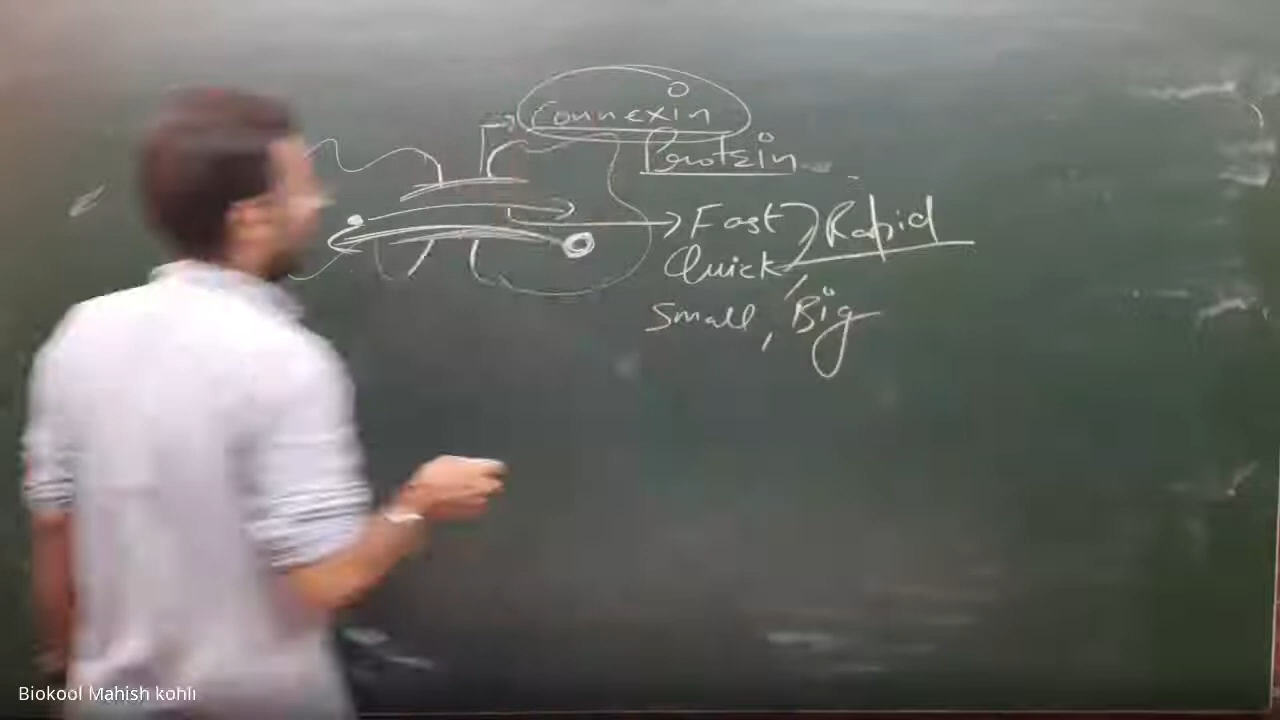 Connexin
Protein
Fast
Rapid
Quick
Small, Big
Biokool Mahish kohli